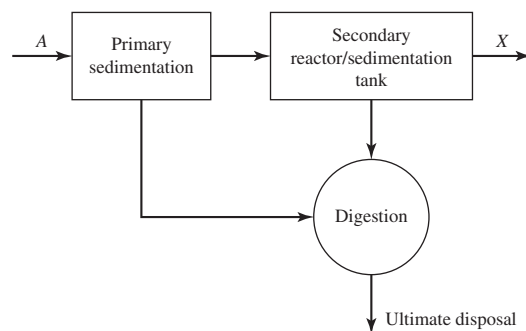 A
Primary
sedimentation
Secondary
reactor/sedimentation
tank
X
Digestion
Ultimate disposal